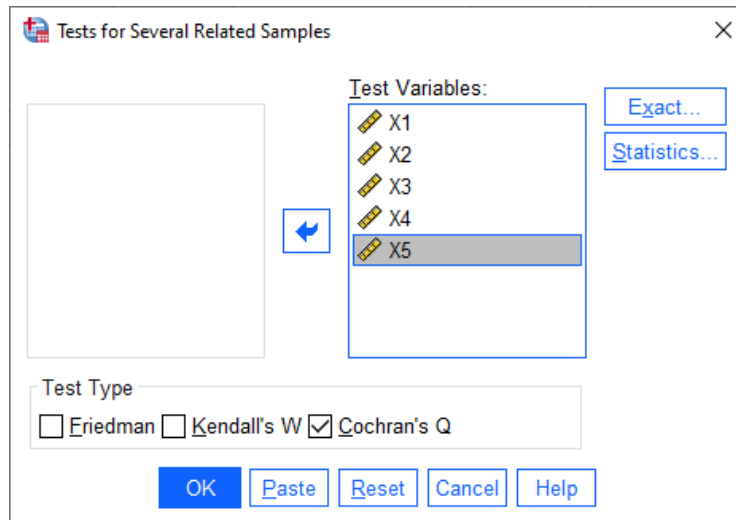 Tests for Several Related Samples
Test Variables:
X1
X2
X3
X4
X5
Exact...
Statistics...
Test Type
Friedman Kendall's W Cochran's Q
OK Paste Reset Cancel Help